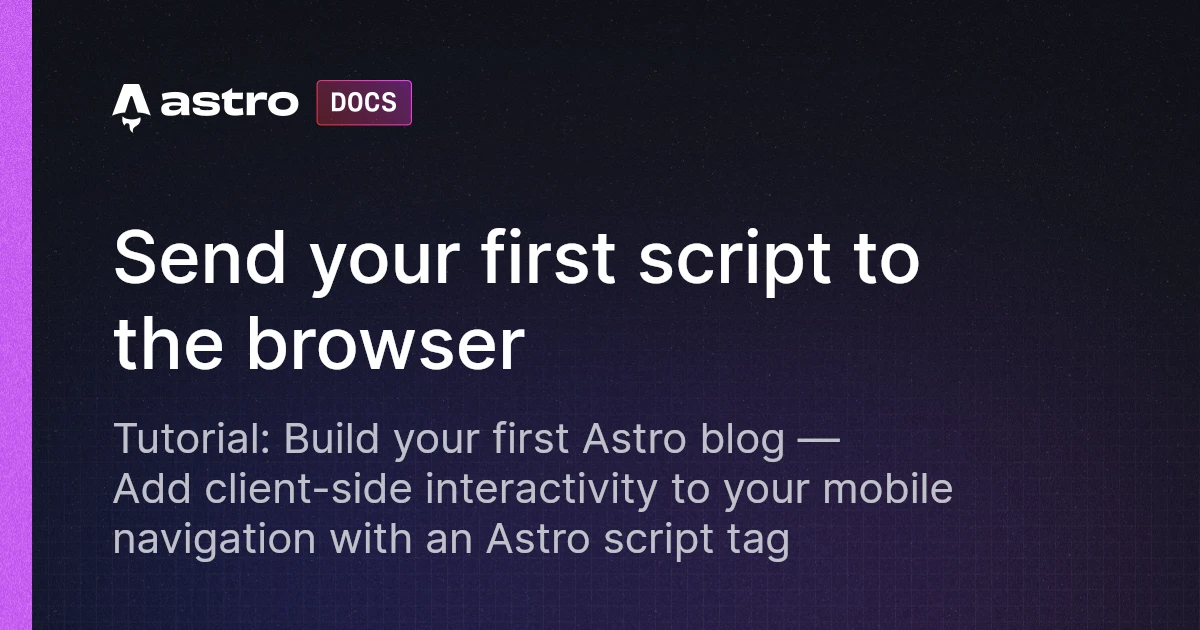 astro DOCS
Send your first script to
the browser
Tutorial: Build your first Astro blog —
Add client-side interactivity to your mobile
navigation with an Astro script tag